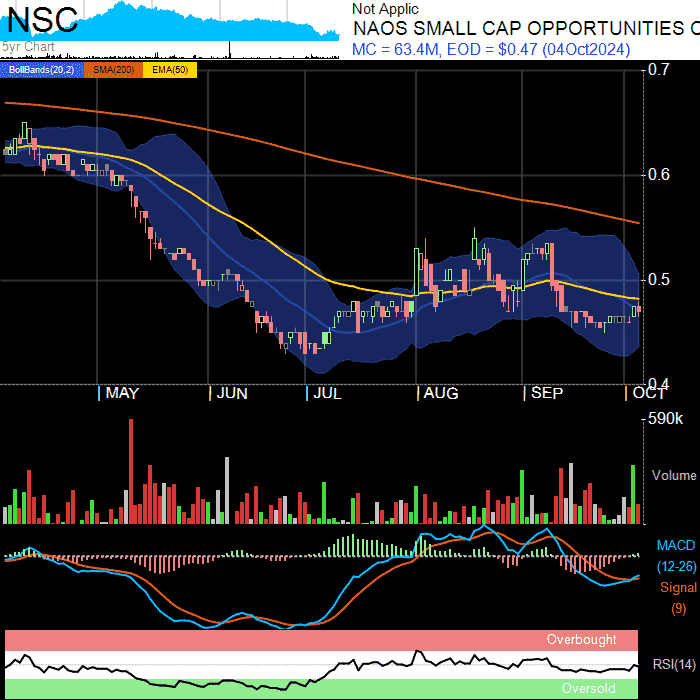 NSC
5yr Chart
Not Applic
NAOS SMALL CAP OPPORTUNITIES C
MC = 63.4M, EOD = $0.47 (04Oct2024)
BollBands(20,2) SMA(200) EMA(50)
0.7
0.6
0.5
0.4
MAY JUN JUL AUG SEP OCT
590k
Volume
MACD
(12-26)
Signal
(9)
Overbought
RSI(14)
Oversold